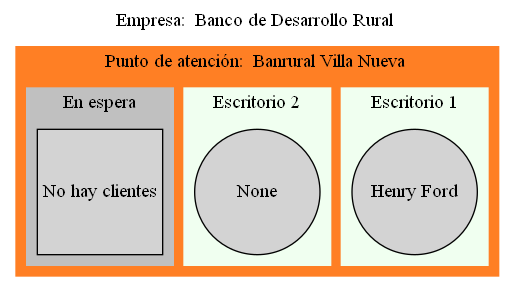 Empresa:  Banco de Desarrollo Rural
Punto de atención:  Banrural Villa Nueva
En espera
Escritorio 2
Escritorio 1
No hay clientes
None
Henry Ford